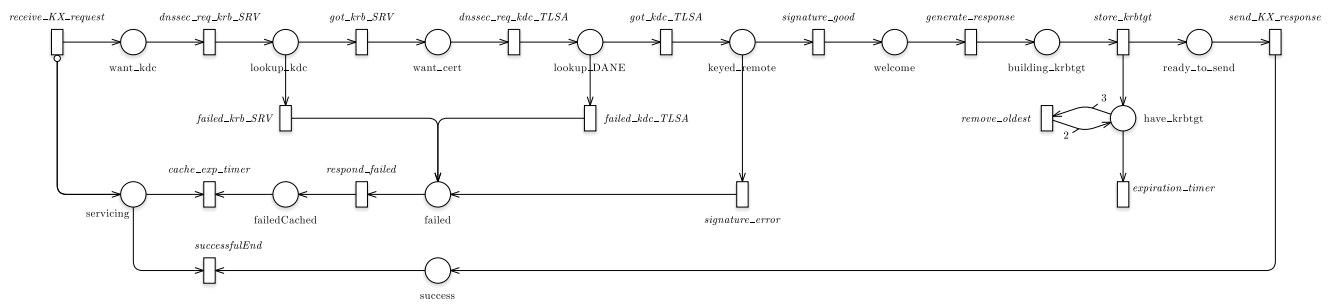 receive_KX_request
dnssec_req_krb_SRV
got_krb_SRV
dnssec_req_kdc_TLSA
got_kdc_TLSA
signature_good
generate_response
store_krbtgt
send_KX_response
want_kdc
lookup_kdc
want_cert
lookup_DANE
keyed_remote
welcome
building_krbtgt
ready_to_send
failed_krb_SRV
failed_kdc_TLSA
remove_oldest
3
2
have_krbtgt
cache_exp_timer
respond_failed
expiration_timer
servicing
failedCached
failed
signature_error
successfulEnd
success